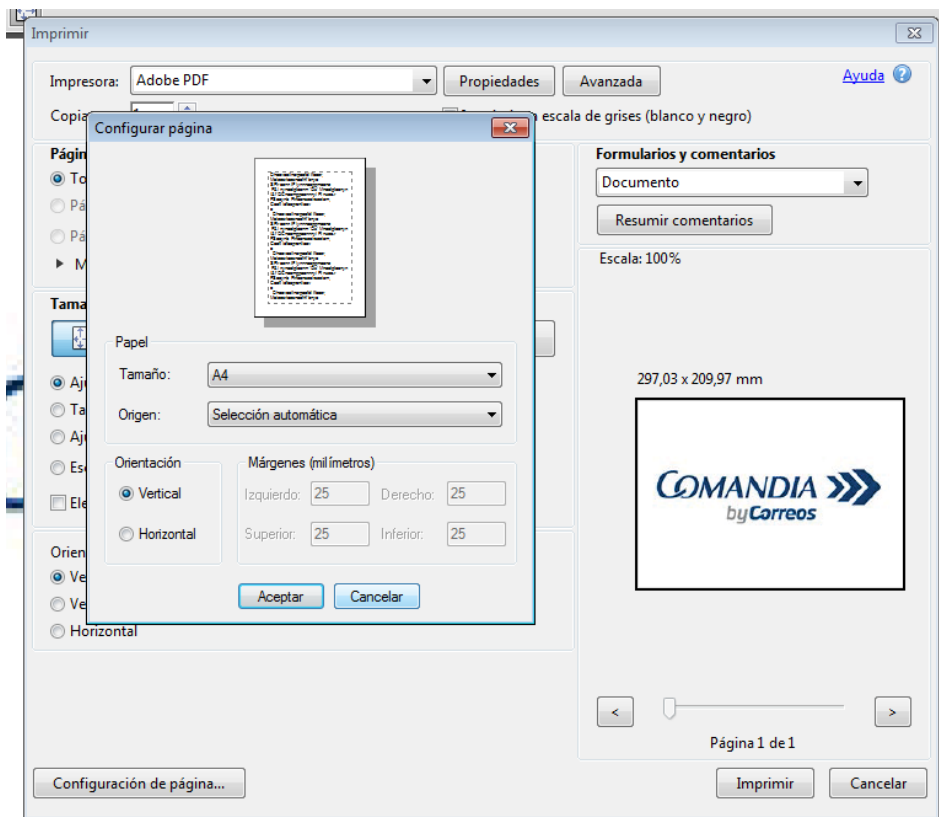 Imprimir
Impresora: Adobe PDF Propiedades Avanzada Ayuda
Copia escala de grises (blanco y negro)
Configurar página
Págin
To
Pá
Pá
M
Formularios y comentarios
Documento
Resumir comentarios
Escala: 100%
Tama
Papel
Tamaño: A4
Origen: Selección automática
Aj
Ta
Aj
Es
Ele
297,03 x 209,97 mm
COMANDIA
byCorreos
Orientación
Vertical
Horizontal
Márgenes (milímetros)
Izquierdo: 25 Derecho: 25
Superior: 25 Inferior: 25
Aceptar Cancelar
Orien
Ve
Ve
Horizontal
< >
Página 1 de 1
Configuración de página... Imprimir Cancelar